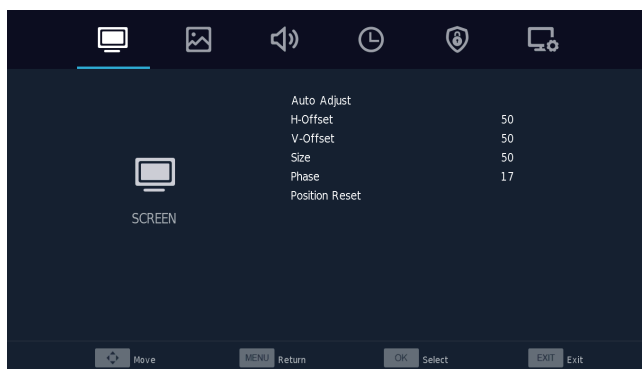 Auto Adjust
H-Offset 50
V-Offset 50
Size 50
Phase 17
Position Reset
SCREEN
Move MENU Return OK Select EXIT Exit